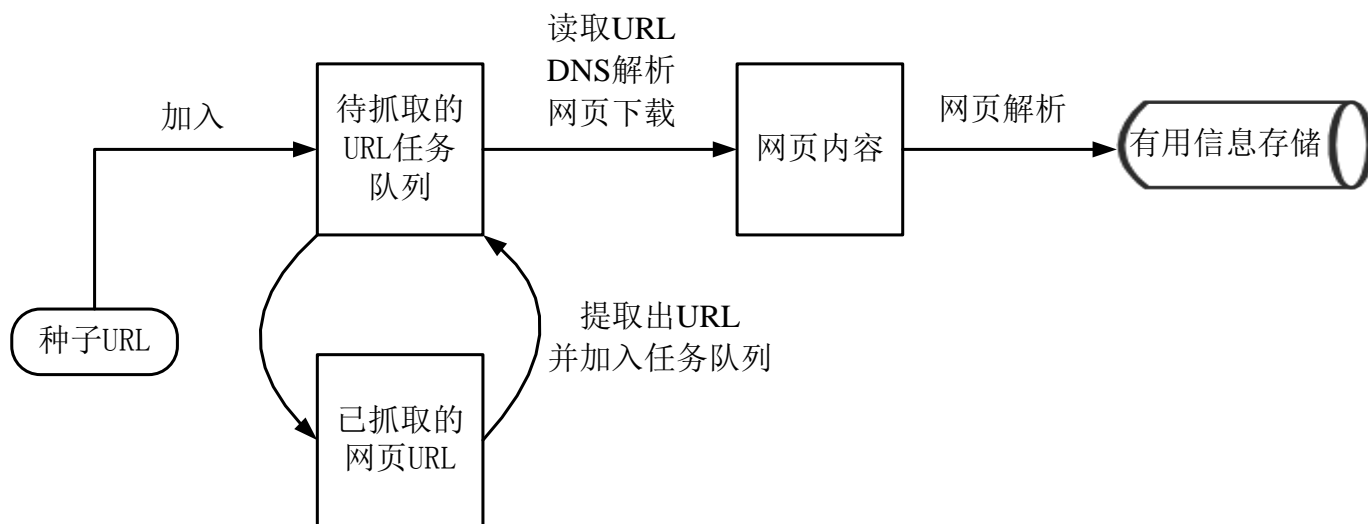 读取URL
DNS解析
网页下载
加入
待抓取的
URL任务
队列
网页内容
网页解析
有用信息存储
种子URL
提取出URL
并加入任务队列
已抓取的
网页URL